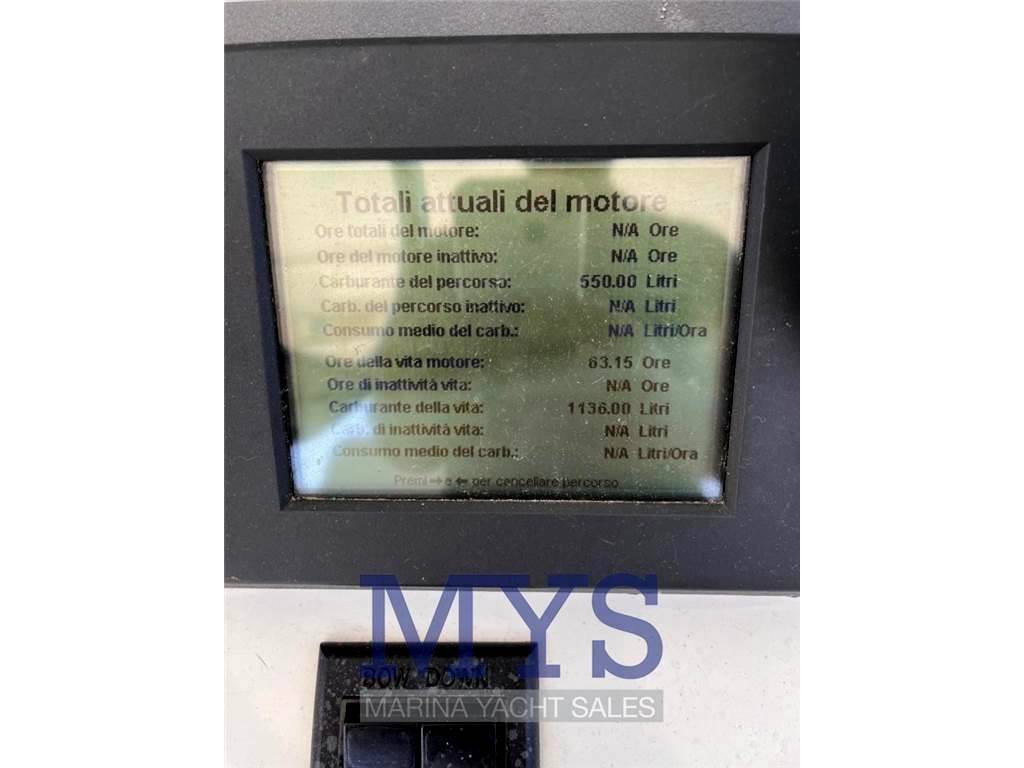 Totali attuali del motore
Ore totali del motore: N/A Ore
Ore del motore inattivo: N/A Ore
Carburante del percorso: 550.00 Litri
Carb. del percorso inattivo: N/A Litri
Consumo medio del carb.: N/A Litri/Ora
Ore della vita motore: 63.15 Ore
Ore di inattività vita: N/A Ore
Carburante della vita: 1136.00 Litri
Carb. di inattività vita: N/A Litri
Consumo medio del carb.: N/A Litri/Ora
Premi → e ← per cancellare percorso
MYS
BOW DOWN
MARINA YACHT SALES